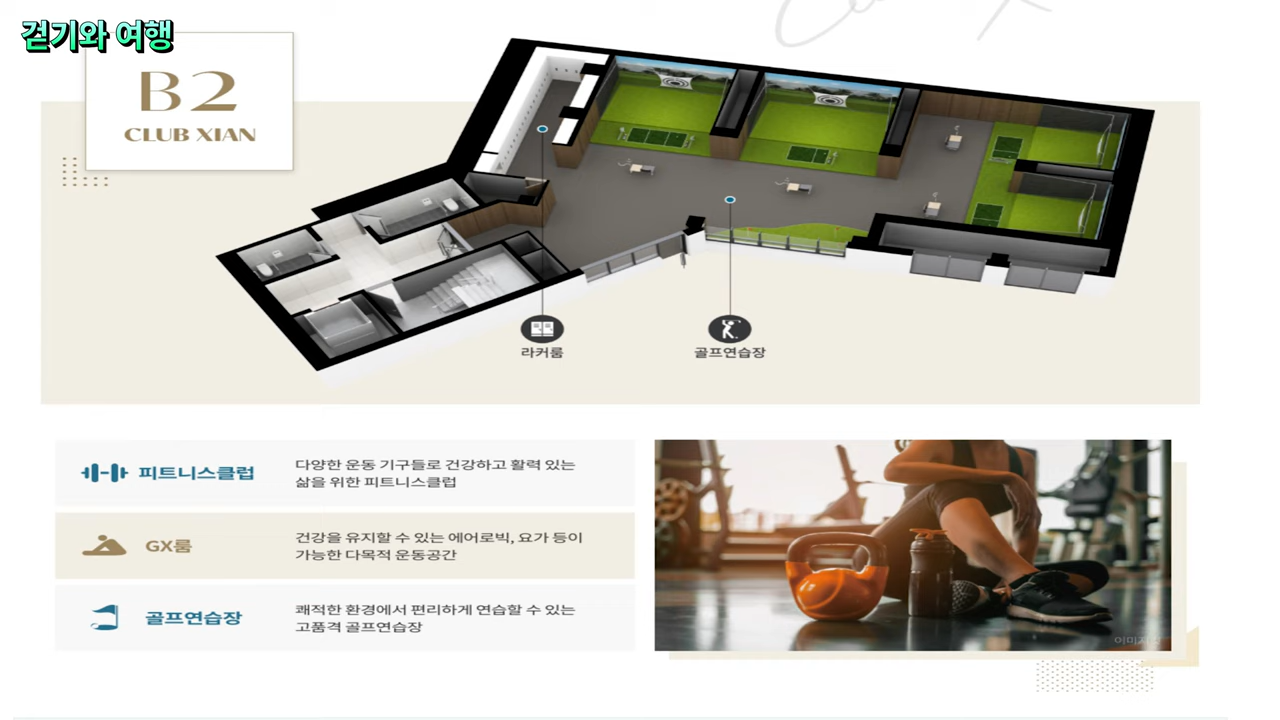 걷기와 여행
B2
CLUB XIAN
라커룸
골프연습장
피트니스클럽
다양한 운동 기구들로 건강하고 활력 있는
삶을 위한 피트니스클럽
GX룸
건강을 유지할 수 있는 에어로빅, 요가 등이
가능한 다목적 운동공간
골프연습장
쾌적한 환경에서 편리하게 연습할 수 있는
고품격 골프연습장